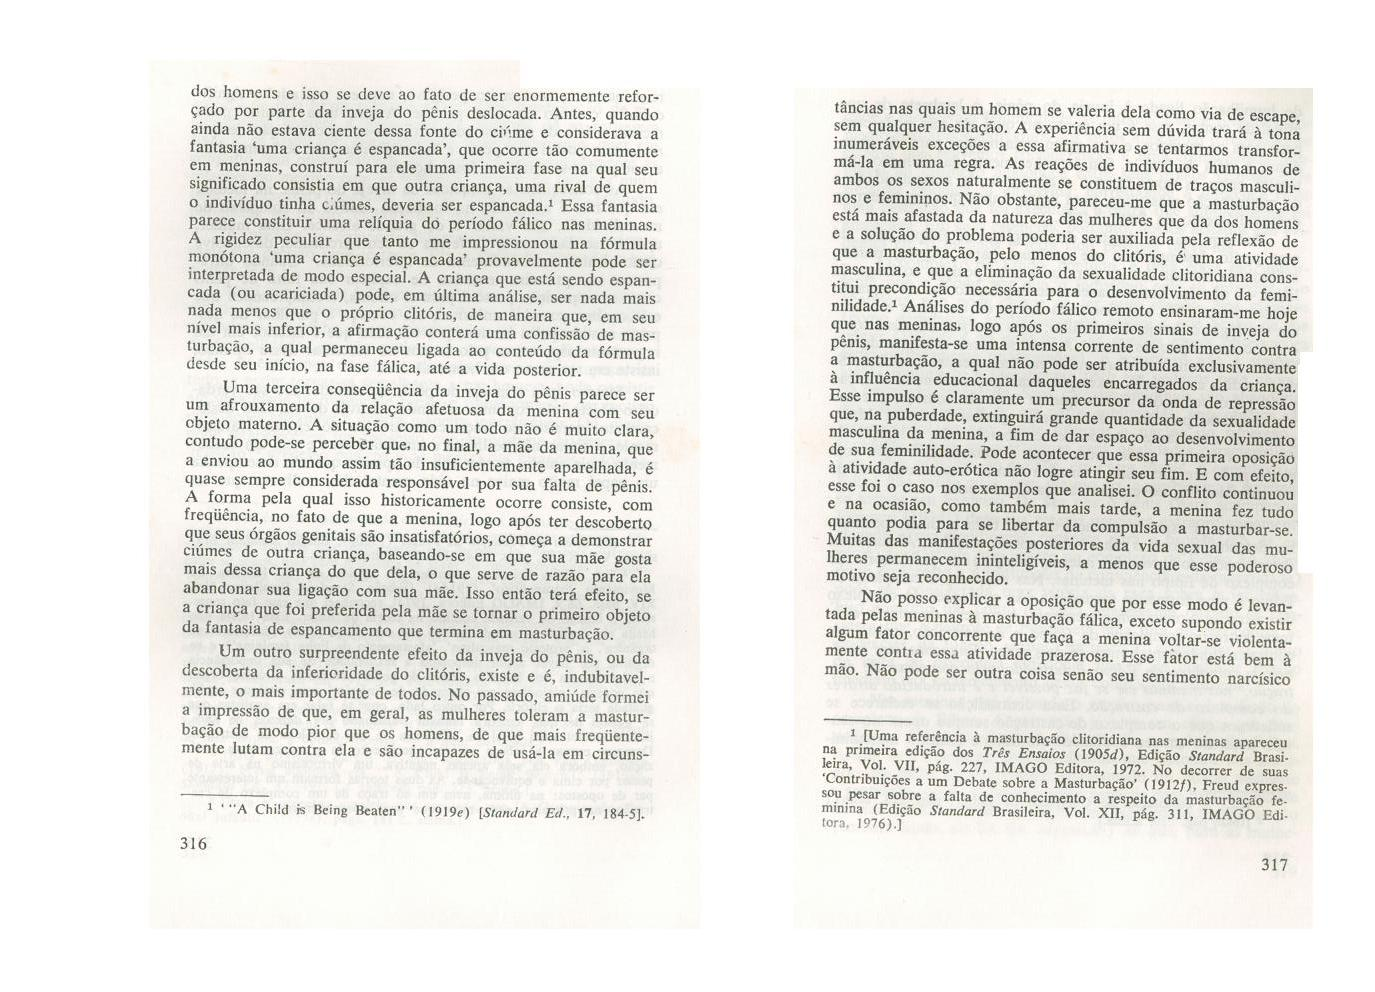 dos homens e isso se deve ao fato de ser enormemente refor-
çado por parte da inveja do pênis deslocada. Antes, quando
ainda não estava ciente dessa fonte do ciúme e considerava a
fantasia ‘uma criança é espancada’, que ocorre tão comumente
em meninas, construí para ele uma primeira fase na qual seu
significado consistia em que outra criança, uma rival de quem
o indivíduo tinha ciúmes, deveria ser espancada.¹ Essa fantasia
parece constituir uma relíquia do período fálico nas meninas.
A rigidez peculiar que tanto me impressionou na fórmula
monótona ‘uma criança é espancada’ provavelmente pode ser
interpretada de modo especial. A criança que está sendo espan-
cada (ou acariciada) pode, em última análise, ser nada mais
nada menos que o próprio clitóris, de maneira que, em seu
nível mais inferior, a afirmação conterá uma confissão de mas-
turbação, a qual permaneceu ligada ao conteúdo da fórmula
desde seu início, na fase fálica, até a vida posterior.
Uma terceira conseqüência da inveja do pênis parece ser
um afrouxamento da relação afetuosa da menina com seu
objeto materno. A situação como um todo não é muito clara,
contudo pode-se perceber que, no final, a mãe da menina, que
a enviou ao mundo assim tão insuficientemente aparelhada, é
quase sempre considerada responsável por sua falta de pênis.
A forma pela qual isso historicamente ocorre consiste, com
freqüência, no fato de que a menina, logo após ter descoberto
que seus órgãos genitais são insatisfatórios, começa a demonstrar
ciúmes de outra criança, baseando-se em que sua mãe gosta
mais dessa criança do que dela, o que serve de razão para ela
abandonar sua ligação com sua mãe. Isso então terá efeito, se
a criança que foi preferida pela mãe se tornar o primeiro objeto
da fantasia de espancamento que termina em masturbação.
Um outro surpreendente efeito da inveja do pênis, ou da
descoberta da inferioridade do clitóris, existe e é, indubitavel-
mente, o mais importante de todos. No passado, amiúde formei
a impressão de que, em geral, as mulheres toleram a mastur-
bação de modo pior que os homens, de que mais freqüente-
mente lutam contra ela e são incapazes de usá-la em circuns-
¹ ‘ “A Child is Being Beaten” ’ (1919e) [Standard Ed., 17, 184-5].
316
tâncias nas quais um homem se valeria dela como via de escape,
sem qualquer hesitação. A experiência sem dúvida trará à tona
inumeráveis exceções a essa afirmativa se tentarmos transfor-
má-la em uma regra. As reações de indivíduos humanos de
ambos os sexos naturalmente se constituem de traços masculi-
nos e femininos. Não obstante, pareceu-me que a masturbação
está mais afastada da natureza das mulheres que da dos homens
e a solução do problema poderia ser auxiliada pela reflexão de
que a masturbação, pelo menos do clitóris, é uma atividade
masculina, e que a eliminação da sexualidade clitoridiana cons-
titui precondição necessária para o desenvolvimento da femi-
nilidade.¹ Análises do período fálico remoto ensinaram-me hoje
que nas meninas, logo após os primeiros sinais de inveja do
pênis, manifesta-se uma intensa corrente de sentimento contra
a masturbação, a qual não pode ser atribuída exclusivamente
à influência educacional daqueles encarregados da criança.
Esse impulso é claramente um precursor da onda de repressão
que, na puberdade, extinguirá grande quantidade da sexualidade
masculina da menina, a fim de dar espaço ao desenvolvimento
de sua feminilidade. Pode acontecer que essa primeira oposição
à atividade auto-erótica não logre atingir seu fim. E com efeito,
esse foi o caso nos exemplos que analisei. O conflito continuou
e na ocasião, como também mais tarde, a menina fez tudo
quanto podia para se libertar da compulsão a masturbar-se.
Muitas das manifestações posteriores da vida sexual das mu-
lheres permanecem ininteligíveis, a menos que esse poderoso
motivo seja reconhecido.
Não posso explicar a oposição que por esse modo é levan-
tada pelas meninas à masturbação fálica, exceto supondo existir
algum fator concorrente que faça a menina voltar-se violenta-
mente contra essa atividade prazerosa. Esse fator está bem à
mão. Não pode ser outra coisa senão seu sentimento narcísico
¹ [Uma referência à masturbação clitoridiana nas meninas apareceu
na primeira edição dos Três Ensaios (1905d), Edição Standard Brasi-
leira, Vol. VII, pág. 227, IMAGO Editora, 1972. No decorrer de suas
‘Contribuições a um Debate sobre a Masturbação’ (1912f), Freud expres-
sou pesar sobre a falta de conhecimento a respeito da masturbação fe-
minina (Edição Standard Brasileira, Vol. XII, pág. 311, IMAGO Edi-
tora, 1976).]
317